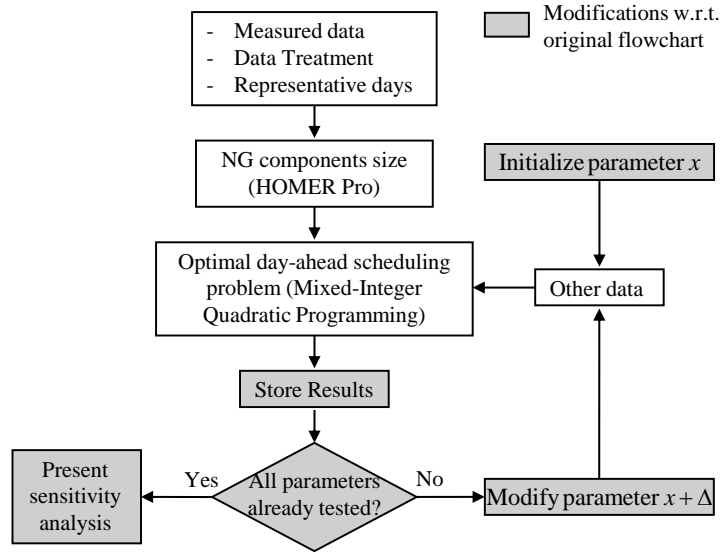 - Measured data
- Data Treatment
- Representative days
Modifications w.r.t.
original flowchart
NG components size
(HOMER Pro)
Initialize parameter x
Optimal day-ahead scheduling
problem (Mixed-Integer
Quadratic Programming)
Other data
Store Results
Present
sensitivity
analysis
Yes
All parameters
already tested?
No
Modify parameter x + Δ